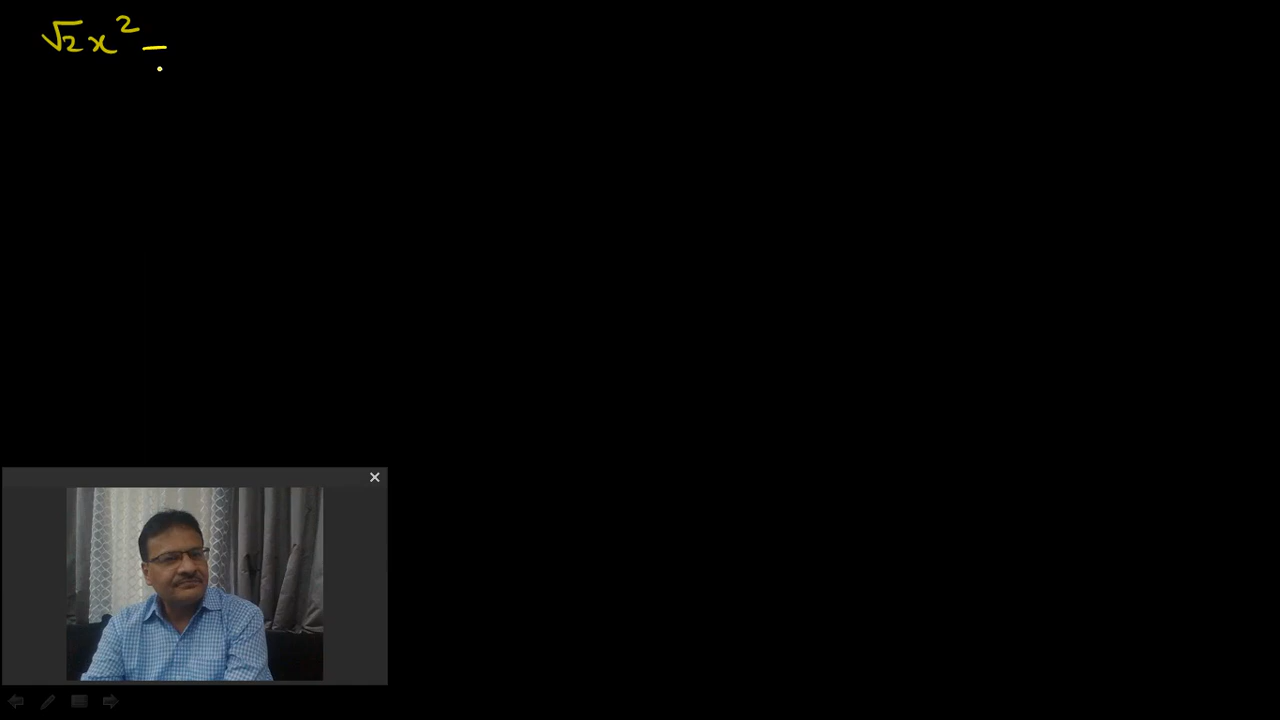 √2x² –